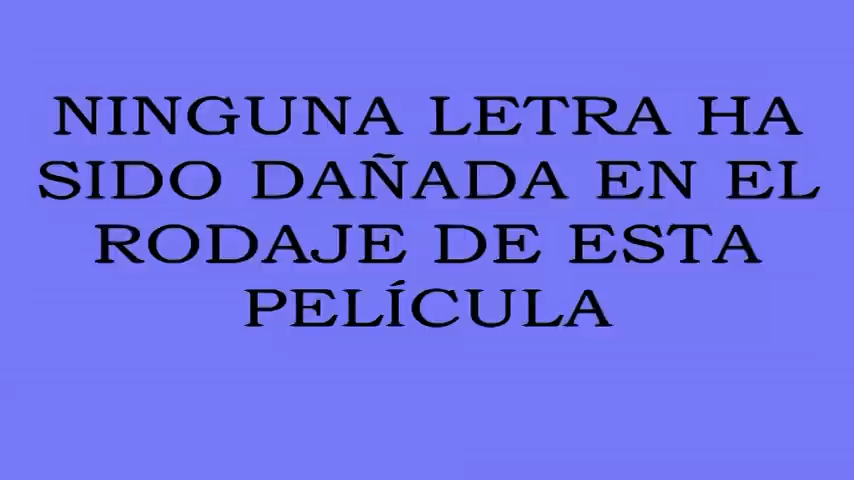 NINGUNA LETRA HA
SIDO DAÑADA EN EL
RODAJE DE ESTA
PELÍCULA